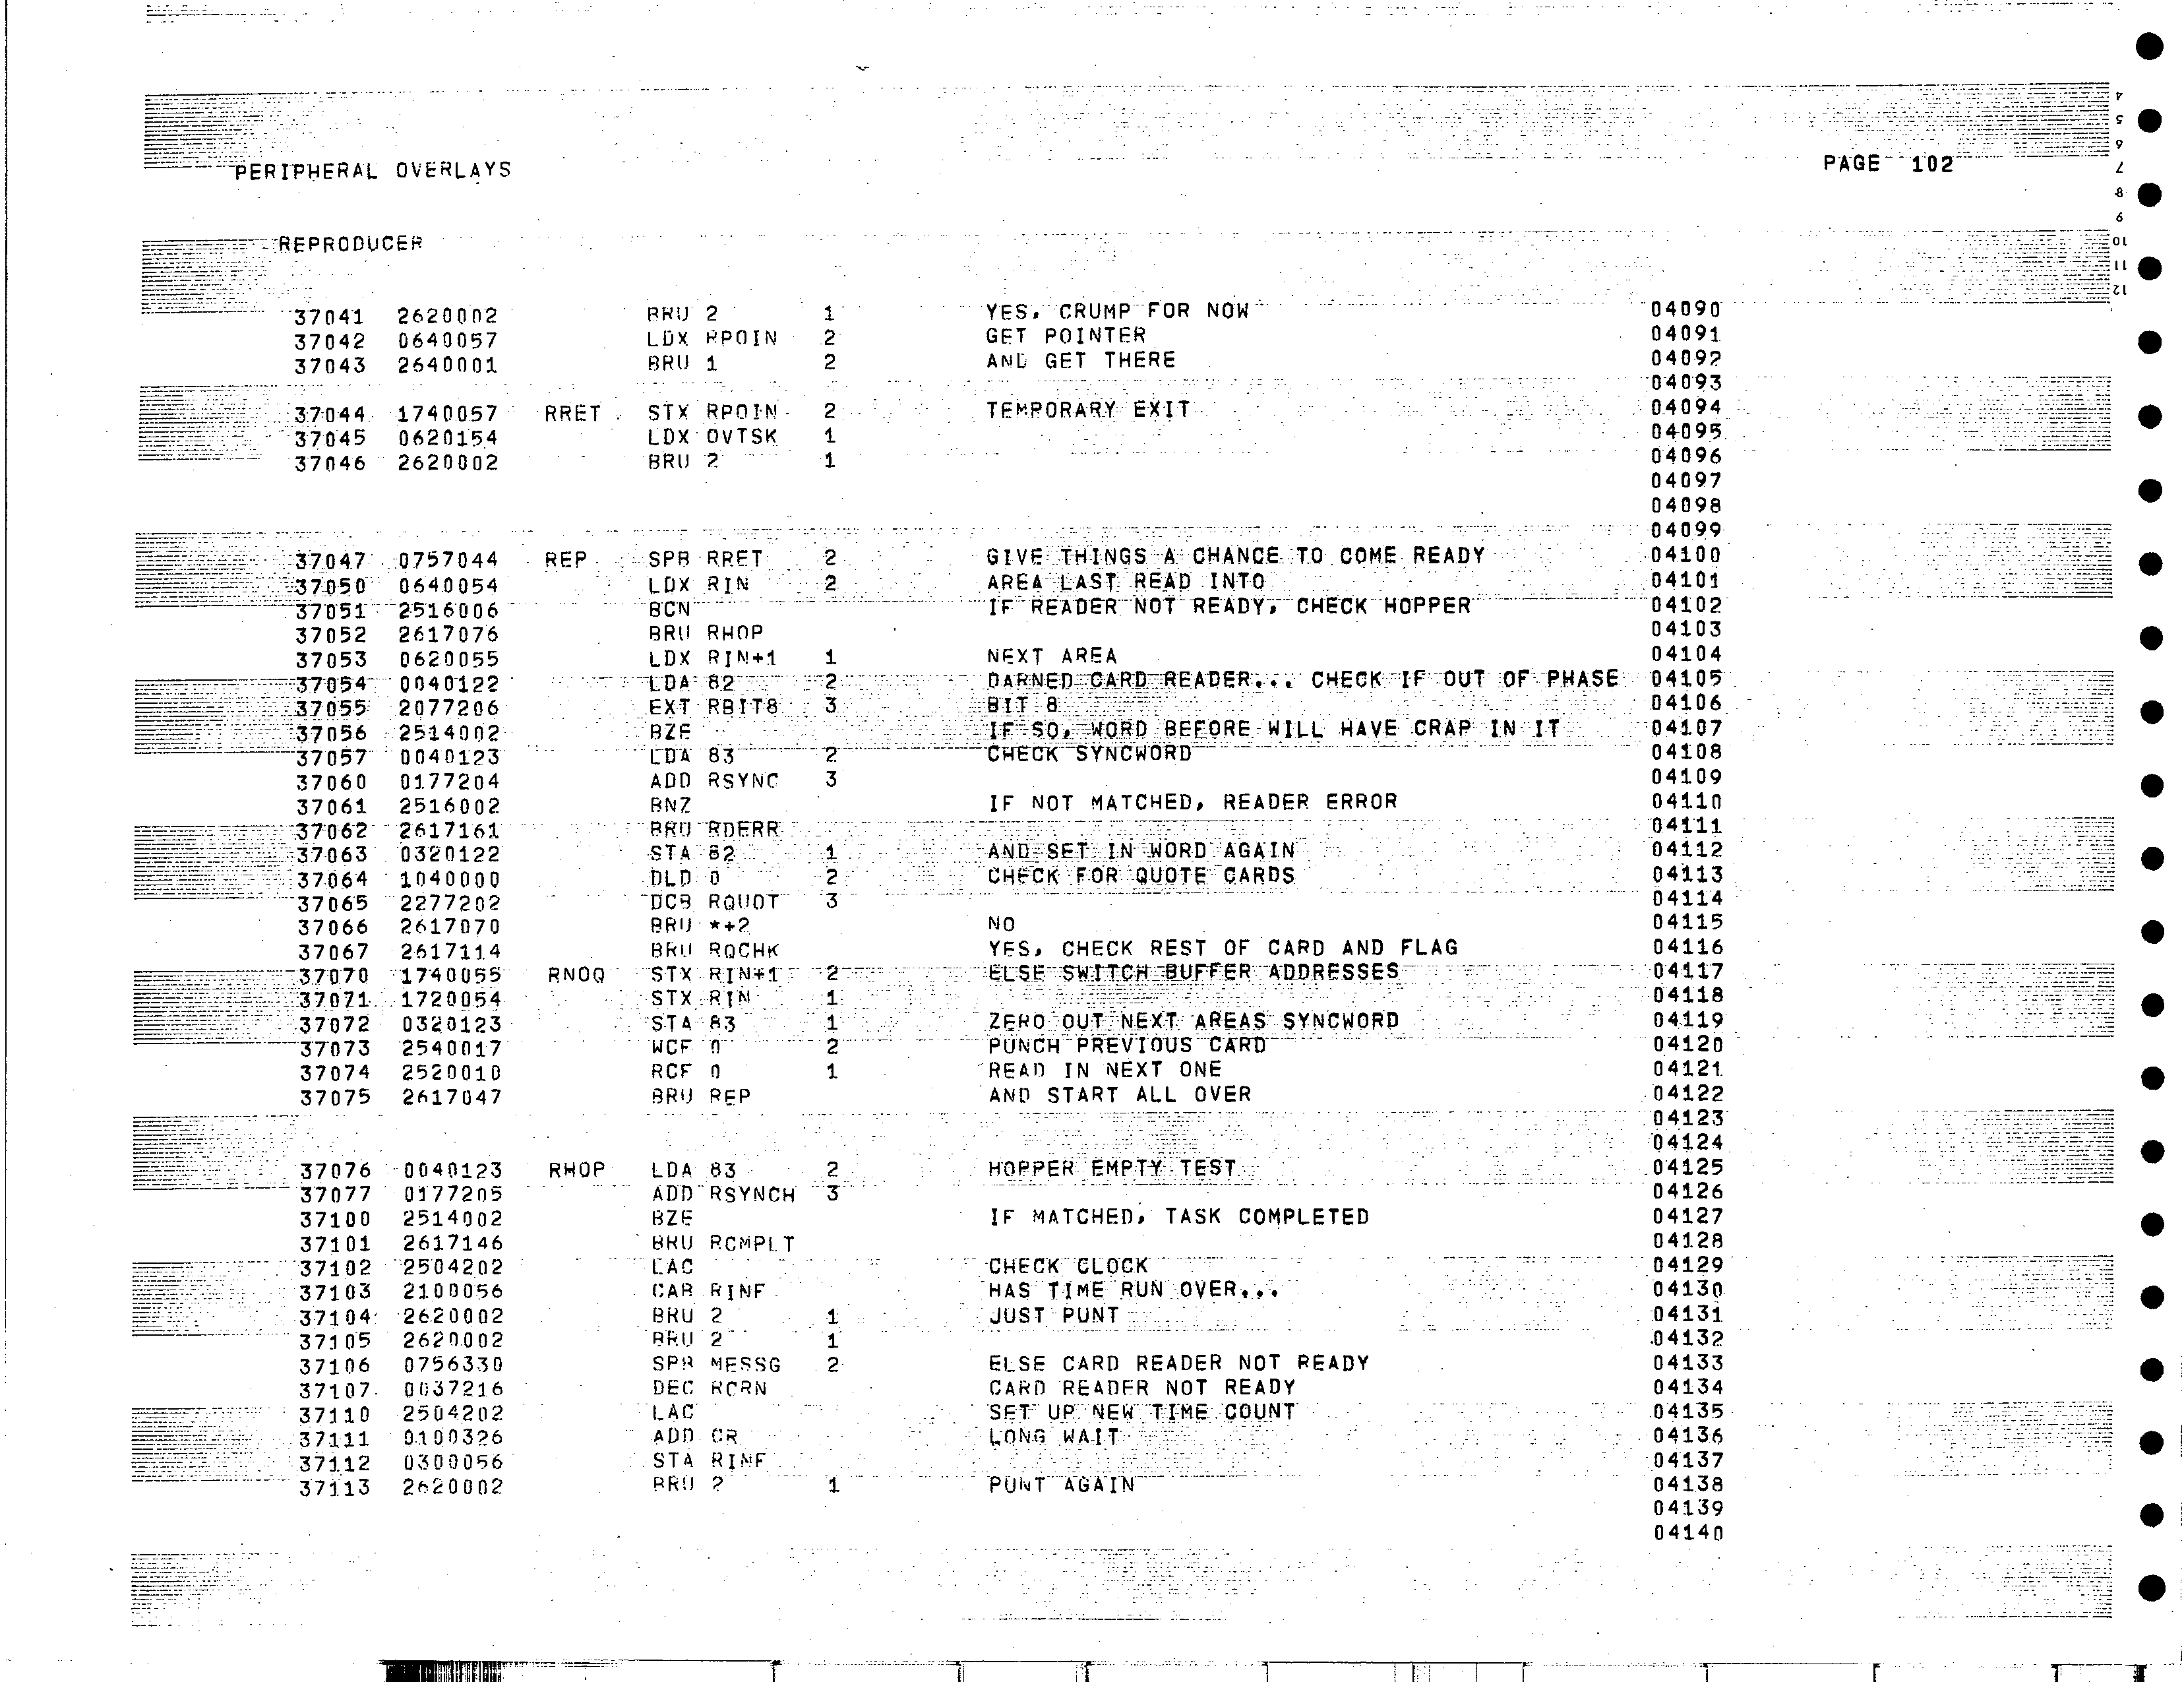 PERIPHERAL OVERLAYS PAGE 102
REPRODUCER
37041 2620002 BRU 2 1 YES, CRUMP FOR NOW 04090
37042 0640057 LDX RPOIN 2 GET POINTER 04091
37043 2640001 BRU 1 2 AND GET THERE 04092
04093
37044 1740057 RRET STX RPOIN 2 TEMPORARY EXIT 04094
37045 0620154 LDX OVTSK 1 04095
37046 2620002 BRU 2 1 04096
04097
04098
04099
37047 0757044 REP SPB RRET 2 GIVE THINGS A CHANCE TO COME READY 04100
37050 0640054 LDX RIN 2 AREA LAST READ INTO 04101
37051 2516006 BCN IF READER NOT READY, CHECK HOPPER 04102
37052 2617076 BRU RHOP 04103
37053 0620055 LDX RIN+1 1 NEXT AREA 04104
37054 0040122 LDA 82 2 DARNED CARD READER... CHECK IF OUT OF PHASE 04105
37055 2077206 EXT RBIT8 3 BIT 8 04106
37056 2514002 BZE IF SO, WORD BEFORE WILL HAVE CRAP IN IT 04107
37057 0040123 LDA 83 2 CHECK SYNCWORD 04108
37060 0177204 ADD RSYNC 3 04109
37061 2516002 BNZ IF NOT MATCHED, READER ERROR 04110
37062 2617161 BRU RDERR 04111
37063 0320122 STA 82 1 AND SET IN WORD AGAIN 04112
37064 1040000 DLD 0 2 CHECK FOR QUOTE CARDS 04113
37065 2277202 DCB RQUOT 3 04114
37066 2617070 BRU *+2 NO 04115
37067 2617114 BRU RQCHK YES, CHECK REST OF CARD AND FLAG 04116
37070 1740055 RNOQ STX RIN+1 2 ELSE SWITCH BUFFER ADDRESSES 04117
37071 1720054 STX RIN 1 04118
37072 0320123 STA 83 1 ZERO OUT NEXT AREAS SYNCWORD 04119
37073 2540017 WCF 0 2 PUNCH PREVIOUS CARD 04120
37074 2520010 RCF 0 1 READ IN NEXT ONE 04121
37075 2617047 BRU REP AND START ALL OVER 04122
04123
04124
37076 0040123 RHOP LDA 83 2 HOPPER EMPTY TEST 04125
37077 0177205 ADD RSYNCH 3 04126
37100 2514002 BZE IF MATCHED, TASK COMPLETED 04127
37101 2617146 BRU RCMPLT 04128
37102 2504202 LAC CHECK CLOCK 04129
37103 2100056 CAB RINF HAS TIME RUN OVER... 04130
37104 2620002 BRU 2 1 JUST PUNT 04131
37105 2620002 BRU 2 1 04132
37106 0756330 SPB MESSG 2 ELSE CARD READER NOT READY 04133
37107 0037216 DEC RCRN CARD READER NOT READY 04134
37110 2504202 LAC SET UP NEW TIME COUNT 04135
37111 0100326 ADD CR LONG WAIT 04136
37112 0300056 STA RINF 04137
37113 2620002 BRU 2 1 PUNT AGAIN 04138
04139
04140
4
5
6
7
8
9
10
11
12